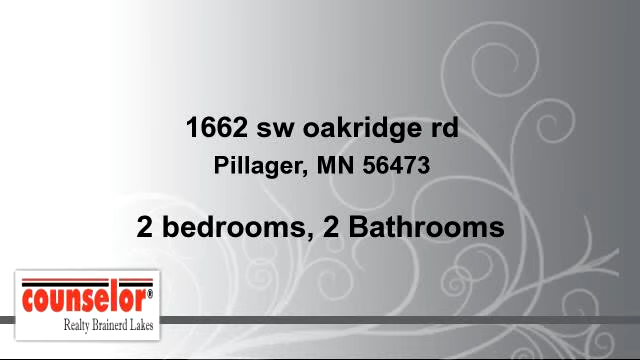 1662 sw oakridge rd
Pillager, MN 56473
2 bedrooms, 2 Bathrooms
counselor®
Realty Brainerd Lakes